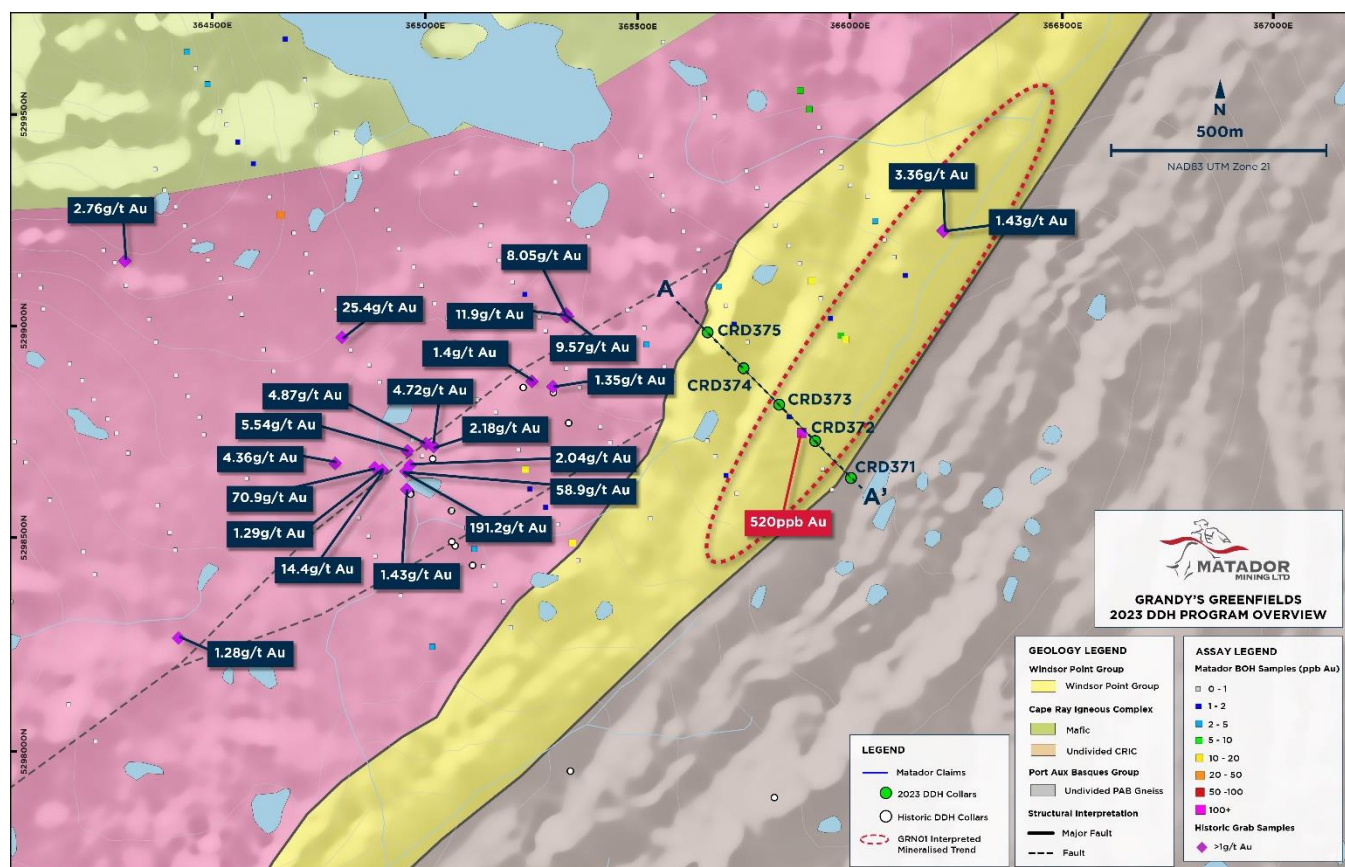 364500E
365000E
365500E
366000E
366500E
367000E
5299500N
5299000N
5298500N
5298000N
N
500m
NAD83 UTM Zone 21
3.36g/t Au
1.43g/t Au
2.76g/t Au
8.05g/t Au
25.4g/t Au
11.9g/t Au
9.57g/t Au
1.4g/t Au
1.35g/t Au
4.87g/t Au
4.72g/t Au
5.54g/t Au
2.18g/t Au
4.36g/t Au
2.04g/t Au
70.9g/t Au
58.9g/t Au
1.29g/t Au
191.2g/t Au
14.4g/t Au
1.43g/t Au
1.28g/t Au
A
CRD375
CRD374
CRD373
CRD372
CRD371
A'
520ppb Au
MATADOR
MINING LTD
GRANDY'S GREENFIELDS
2023 DDH PROGRAM OVERVIEW
LEGEND
Matador Claims
2023 DDH Collars
Historic DDH Collars
GRN01 Interpreted
Mineralised Trend
GEOLOGY LEGEND
Windsor Point Group
Windsor Point Group
Cape Ray Igneous Complex
Mafic
Undivided CRIC
Port Aux Basques Group
Undivided PAB Gneiss
Structural Interpretation
Major Fault
Fault
ASSAY LEGEND
Matador BOH Samples (ppb Au)
0 - 1
1 - 2
2 - 5
5 - 10
10 - 20
20 - 50
50 -100
100+
Historic Grab Samples
>1g/t Au